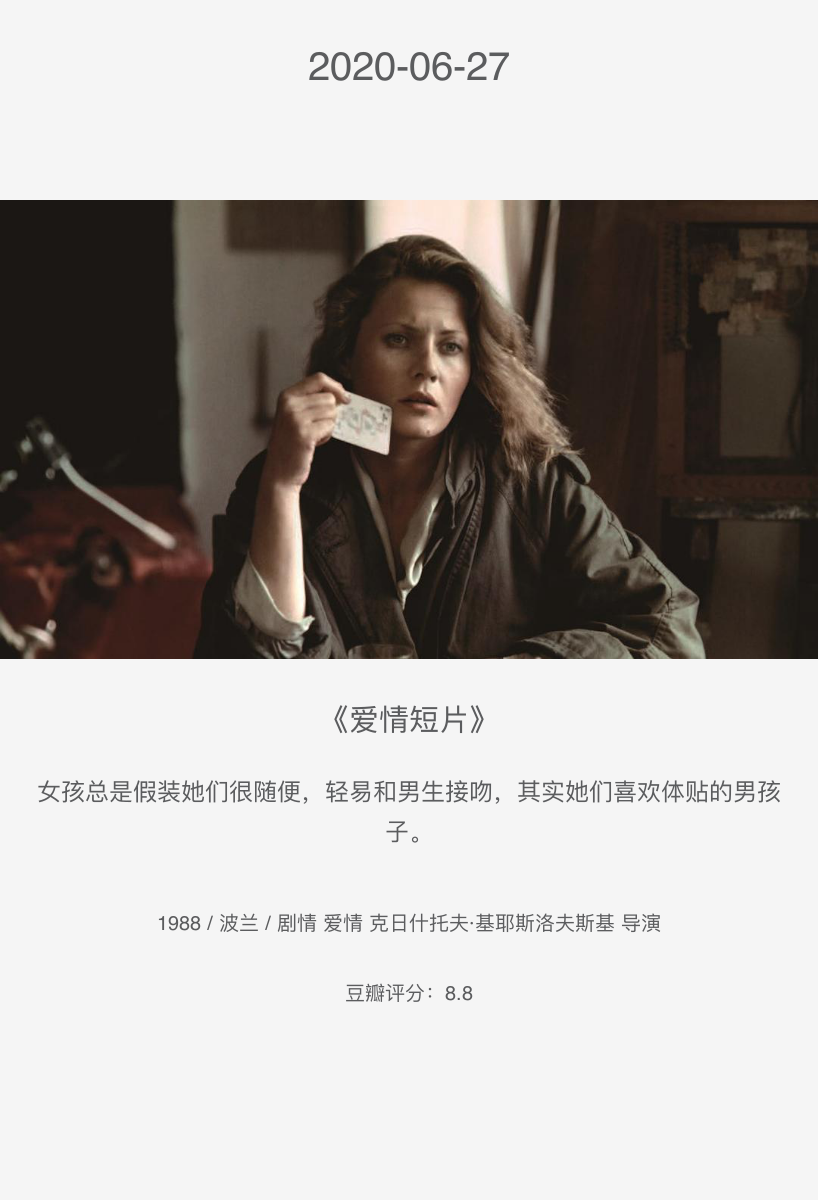 2020-06-27
《爱情短片》
女孩总是假装她们很随便，轻易和男生接吻，其实她们喜欢体贴的男孩
子。
1988 / 波兰 / 剧情 爱情 克日什托夫·基耶斯洛夫斯基 导演
豆瓣评分：8.8